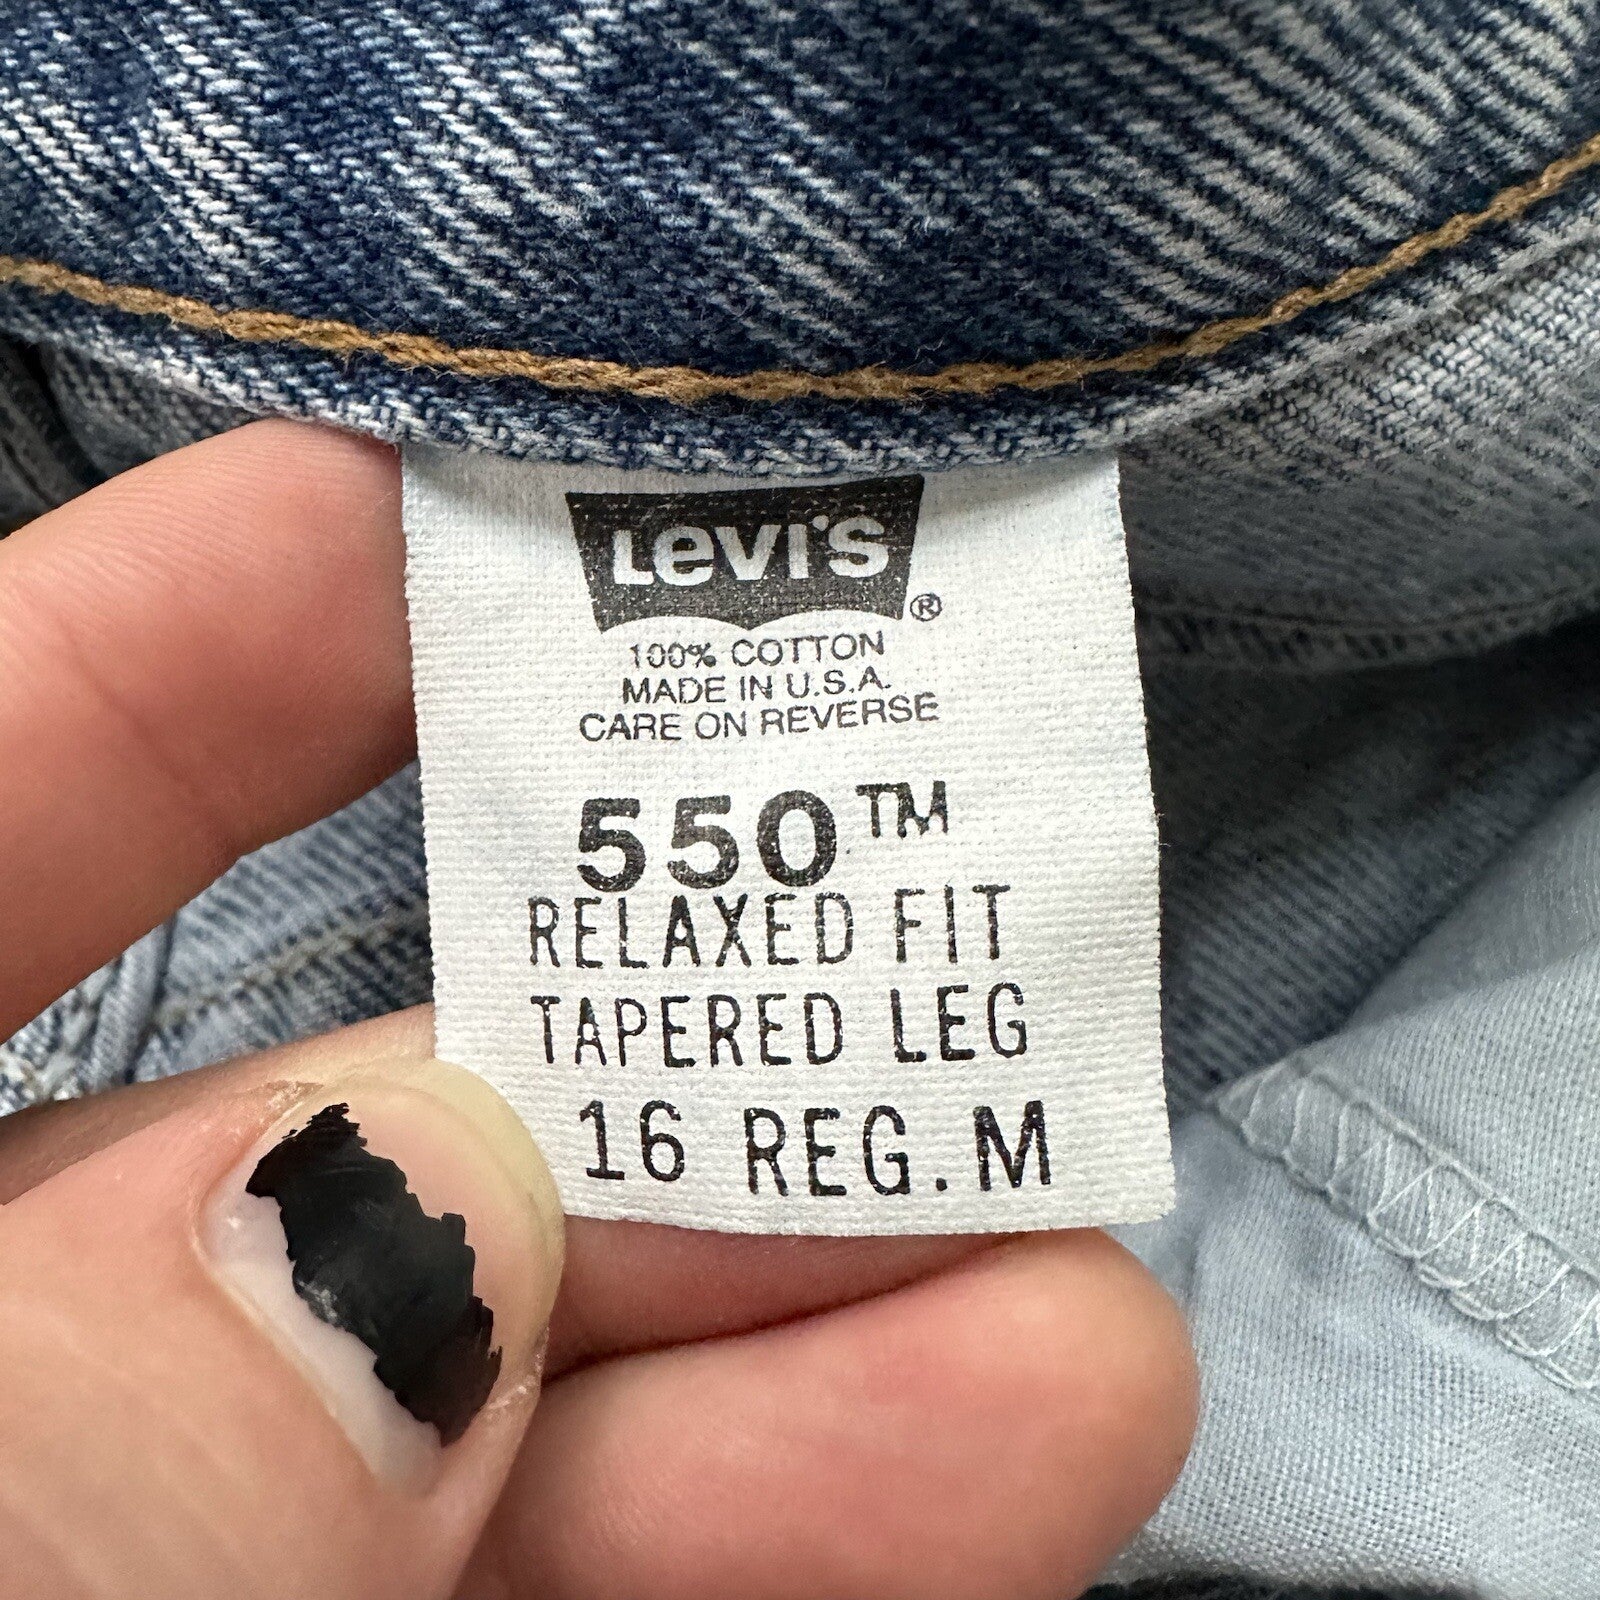 Levi's ®
100% COTTON
MADE IN U.S.A.
CARE ON REVERSE
550™
RELAXED FIT
TAPERED LEG
16 REG. M